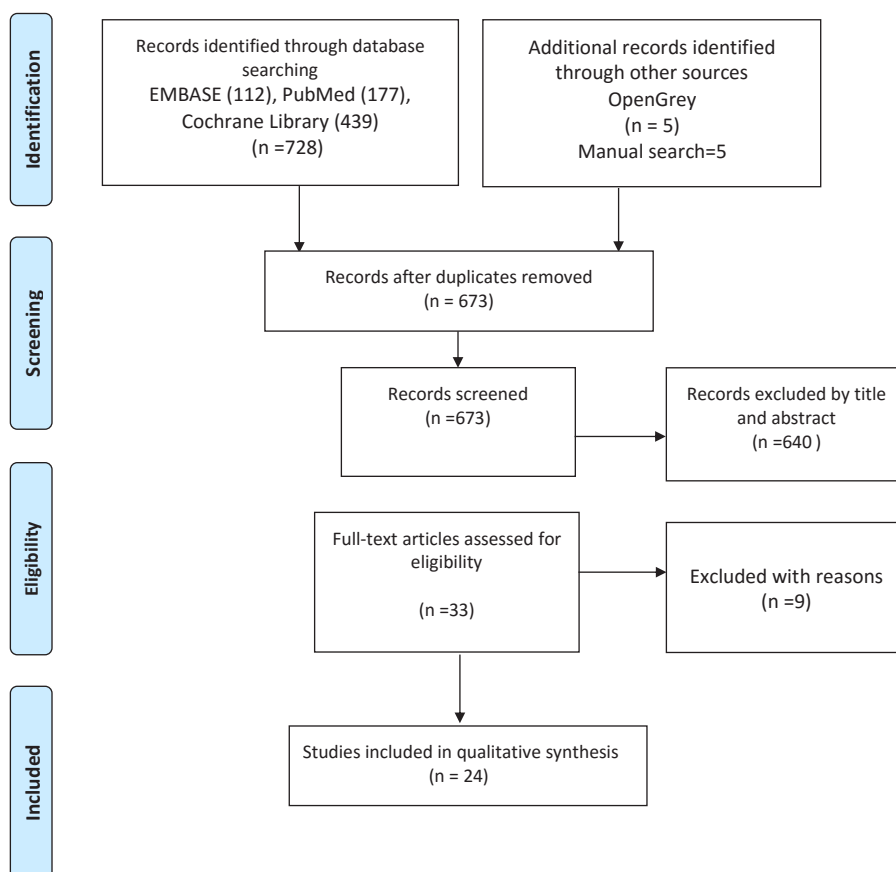 Identification
Records identified through database
searching
EMBASE (112), PubMed (177),
Cochrane Library (439)
(n =728)
Additional records identified
through other sources
OpenGrey
(n = 5)
Manual search=5
Screening
Records after duplicates removed
(n = 673)
Records screened
(n =673)
Records excluded by title
and abstract
(n =640 )
Eligibility
Full-text articles assessed for
eligibility
(n =33)
Excluded with reasons
(n =9)
Included
Studies included in qualitative synthesis
(n = 24)